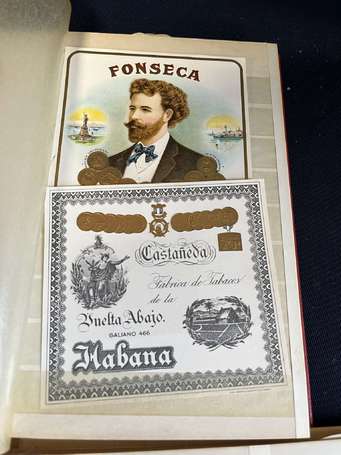 FONSECA
Castañeda
Fabrica de Tabacos
de la
Vuelta Abajo.
GALIANO 466
Habana